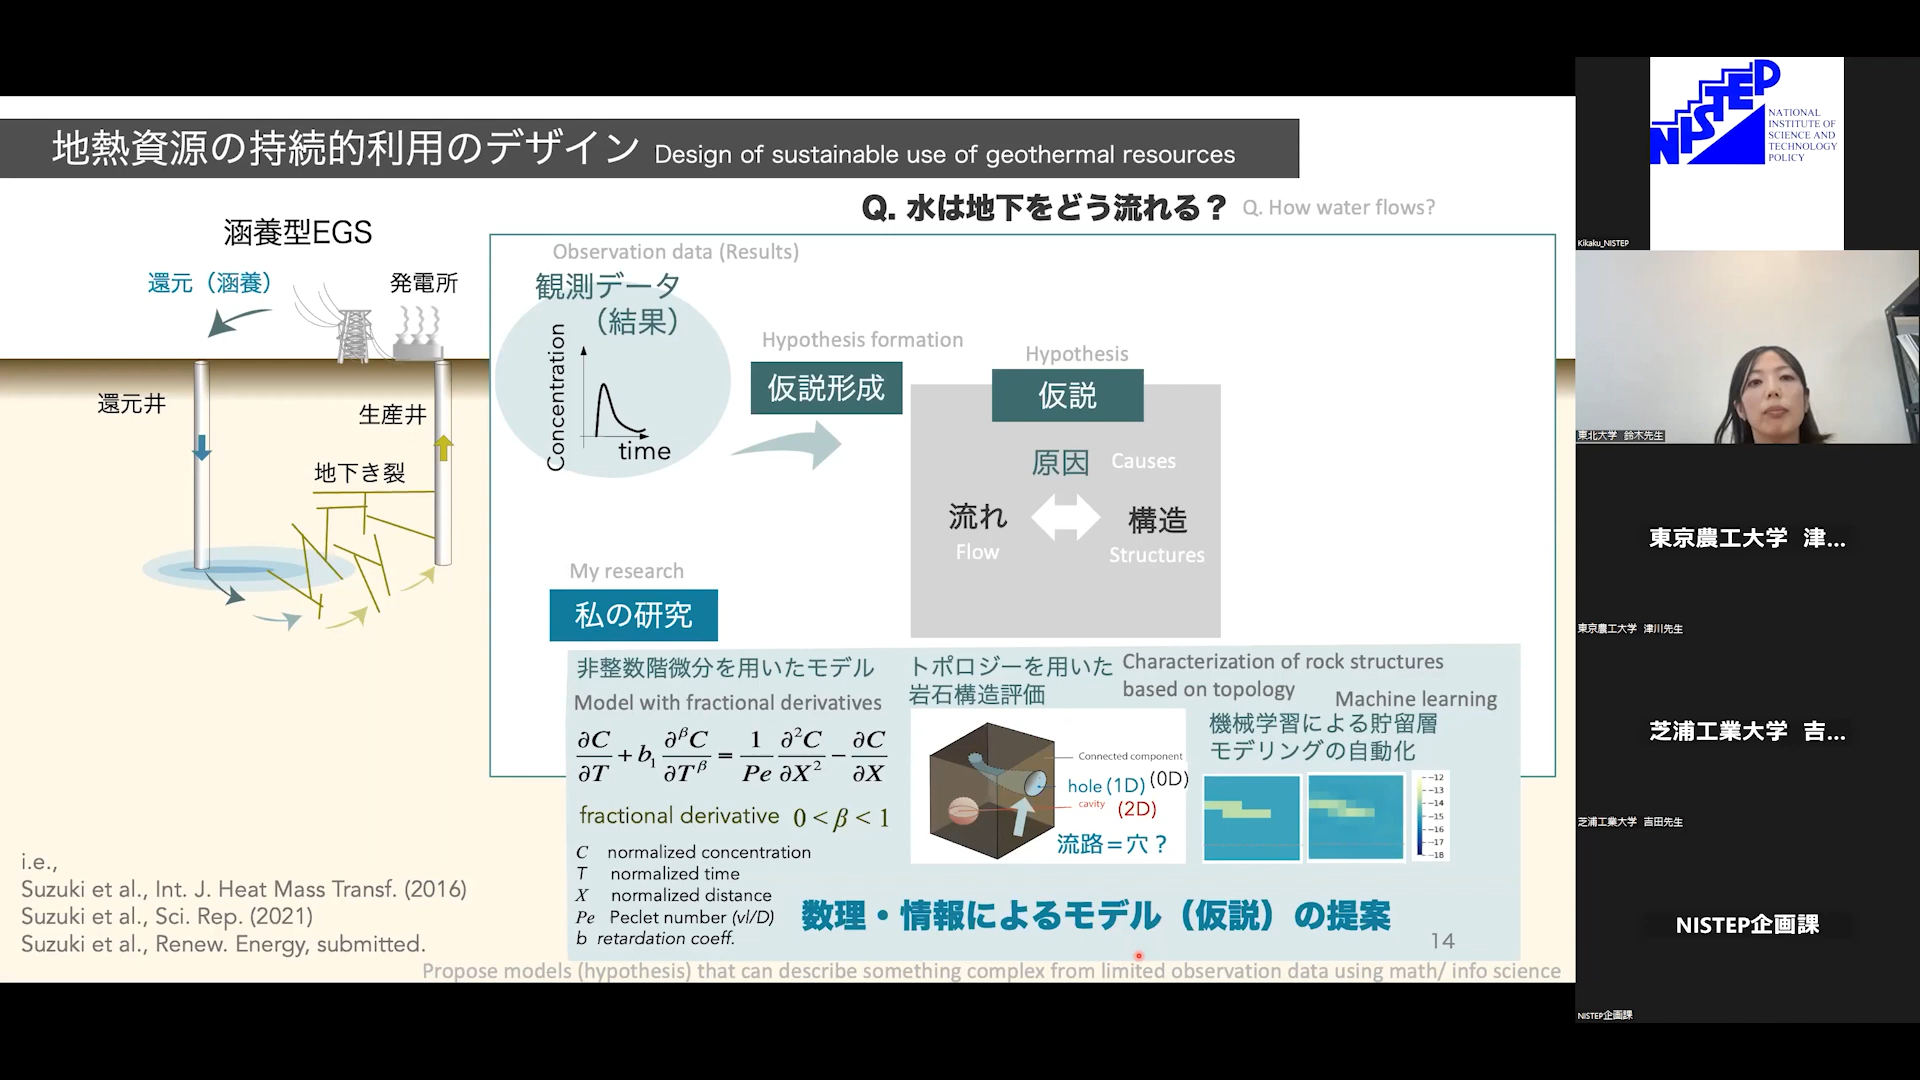 地熱資源の持続的利用のデザイン Design of sustainable use of geothermal resources
Q. 水は地下をどう流れる？ Q. How water flows?
涵養型EGS
還元（涵養）
発電所
還元井
生産井
地下き裂
Observation data (Results)
観測データ
（結果）
Concentration
time
Hypothesis formation
仮説形成
Hypothesis
仮説
原因 Causes
流れ
Flow
構造
Structures
My research
私の研究
非整数階微分を用いたモデル
Model with fractional derivatives
∂C/∂T + b₁ ∂^βC/∂T^β = 1/Pe ∂²C/∂X² − ∂C/∂X
fractional derivative 0 < β < 1
C normalized concentration
T normalized time
X normalized distance
Pe Peclet number (vl/D)
b retardation coeff.
トポロジーを用いた
岩石構造評価
Characterization of rock structures
based on topology
Connected component
(0D)
hole (1D)
cavity
(2D)
流路＝穴？
Machine learning
機械学習による貯留層
モデリングの自動化
-12
-13
-14
-15
-16
-17
-18
数理・情報によるモデル（仮説）の提案
14
i.e.,
Suzuki et al., Int. J. Heat Mass Transf. (2016)
Suzuki et al., Sci. Rep. (2021)
Suzuki et al., Renew. Energy, submitted.
Propose models (hypothesis) that can describe something complex from limited observation data using math/ info science
NISTEP
NATIONAL
INSTITUTE OF
SCIENCE AND
TECHNOLOGY
POLICY
Kikaku_NISTEP
東北大学 鈴木先生
東京農工大学 津...
東京農工大学 津川先生
芝浦工業大学 吉...
芝浦工業大学 吉田先生
NISTEP企画課
NISTEP企画課